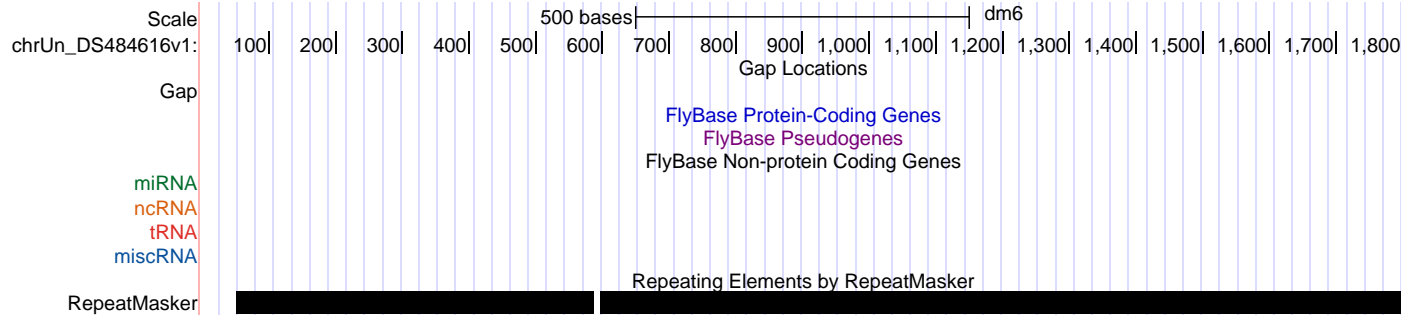 Scale 500 bases dm6
chrUn_DS484616v1: 100 200 300 400 500 600 700 800 900 1,000 1,100 1,200 1,300 1,400 1,500 1,600 1,700 1,800
Gap Locations
Gap
FlyBase Protein-Coding Genes
FlyBase Pseudogenes
FlyBase Non-protein Coding Genes
miRNA
ncRNA
tRNA
miscRNA
Repeating Elements by RepeatMasker
RepeatMasker